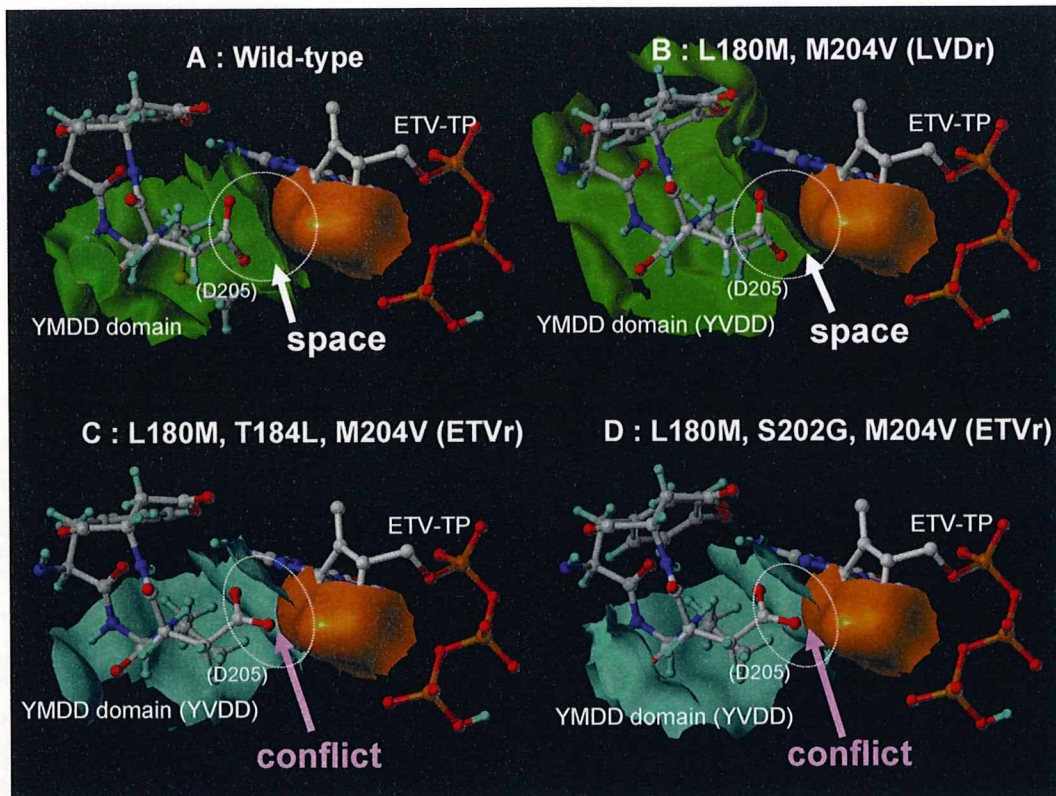 A : Wild-type
ETV-TP
(D205)
YMDD domain
space
B : L180M, M204V (LVDr)
ETV-TP
(D205)
YMDD domain (YVDD)
space
C : L180M, T184L, M204V (ETVr)
ETV-TP
(D205)
YMDD domain (YVDD)
conflict
D : L180M, S202G, M204V (ETVr)
ETV-TP
(D205)
YMDD domain (YVDD)
conflict